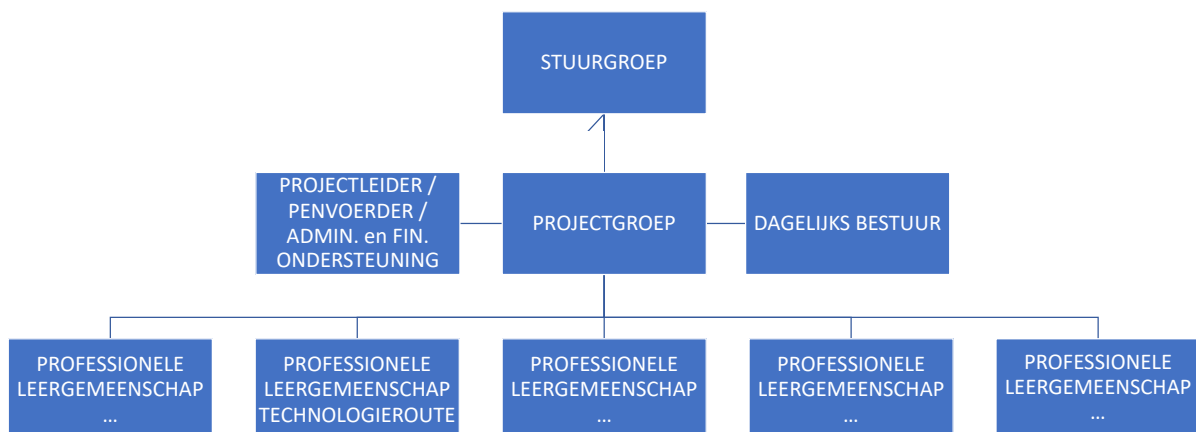 STUURGROEP
PROJECTLEIDER /
PENVOERDER /
ADMIN. en FIN.
ONDERSTEUNING
PROJECTGROEP
DAGELIJKS BESTUUR
PROFESSIONELE
LEERGEMEENSCHAP
...
PROFESSIONELE
LEERGEMEENSCHAP
TECHNOLOGIEROUTE
PROFESSIONELE
LEERGEMEENSCHAP
...
PROFESSIONELE
LEERGEMEENSCHAP
...
PROFESSIONELE
LEERGEMEENSCHAP
...